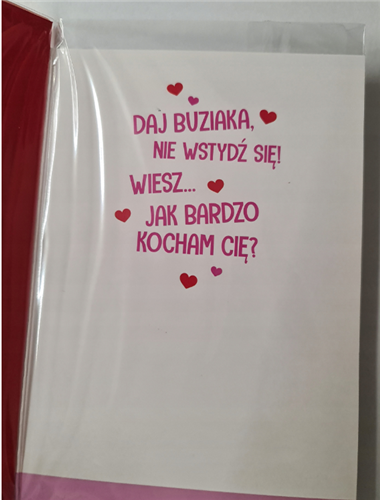 DAJ BUZIAKA,
NIE WSTYDŹ SIĘ!
WIESZ...
JAK BARDZO
KOCHAM CIĘ?